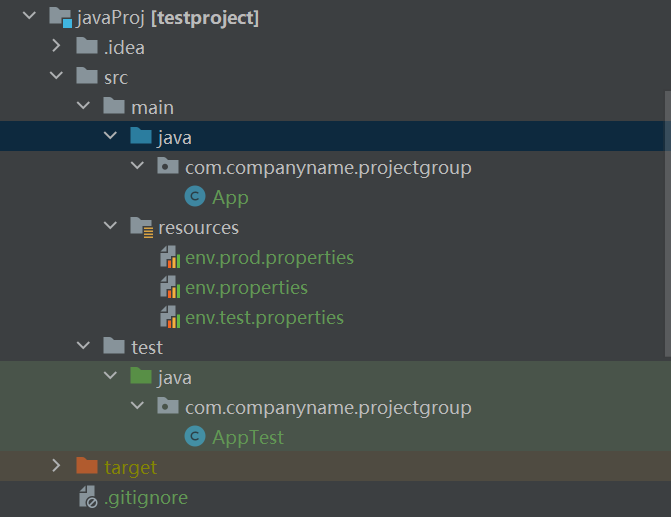 javaProj [testproject]
.idea
src
main
java
com.companyname.projectgroup
App
resources
env.prod.properties
env.properties
env.test.properties
test
java
com.companyname.projectgroup
AppTest
target
.gitignore